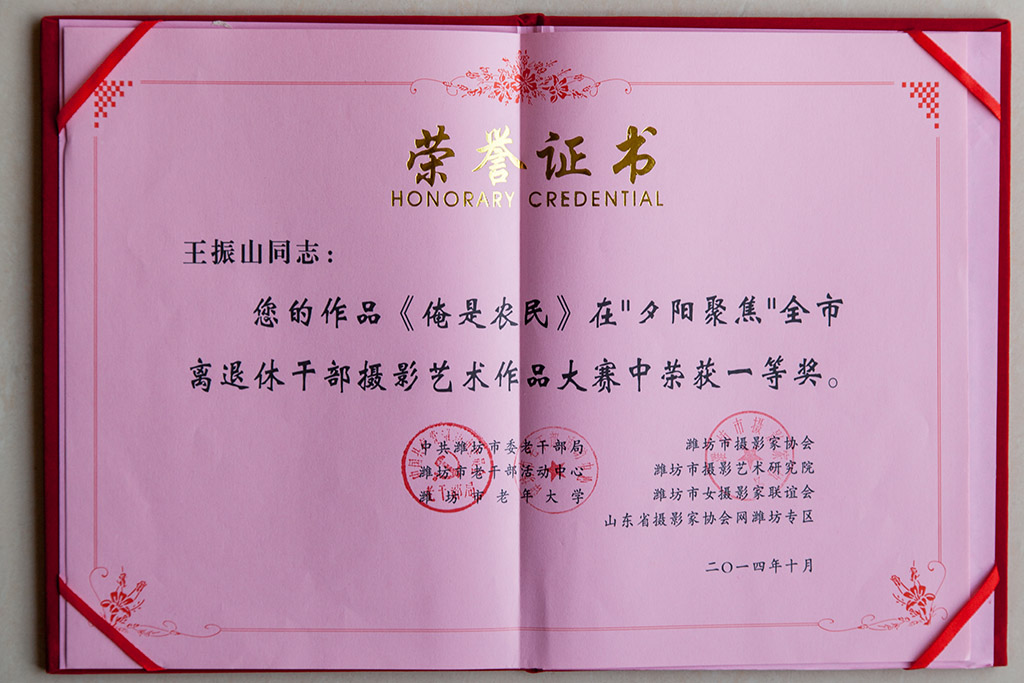 荣誉证书
HONORARY CREDENTIAL
王振山同志：
您的作品《俺是农民》在"夕阳聚焦"全市
离退休干部摄影艺术作品大赛中荣获一等奖。
中共潍坊市委老干部局
潍坊市老干部活动中心
潍坊市老年大学
潍坊市摄影家协会
潍坊市摄影艺术研究院
潍坊市女摄影家联谊会
山东省摄影家协会网潍坊专区
二〇一四年十月